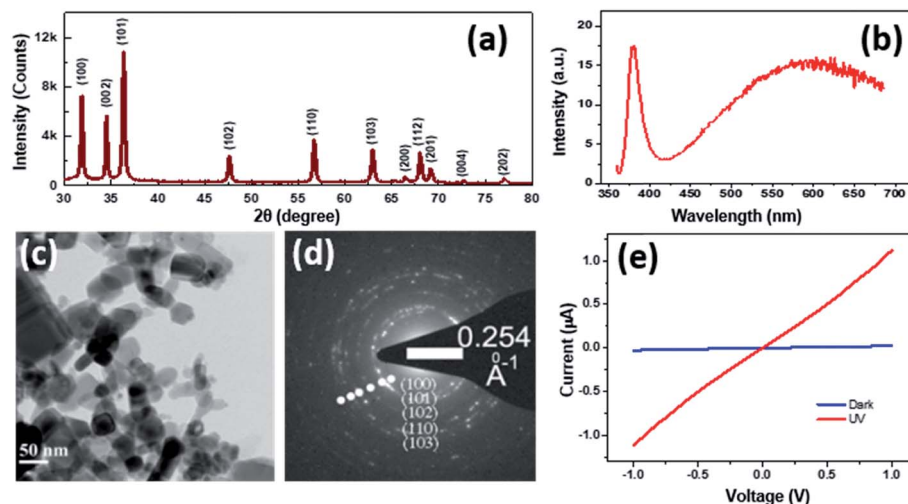 (a)
Intensity (Counts)
12k
8k
4k
0
(100)
(002)
(101)
(102)
(110)
(103)
(200)
(112)
(201)
(004)
(202)
30 35 40 45 50 55 60 65 70 75 80
2θ (degree)
(b)
Intensity (a.u.)
20
15
10
5
0
350 400 450 500 550 600 650 700
Wavelength (nm)
(c)
50 nm
(d)
0.254
Å-1
(100)
(101)
(102)
(110)
(103)
(e)
Current (µA)
1.0
0.5
0.0
-0.5
-1.0
Dark
UV
-1.0 -0.5 0.0 0.5 1.0
Voltage (V)